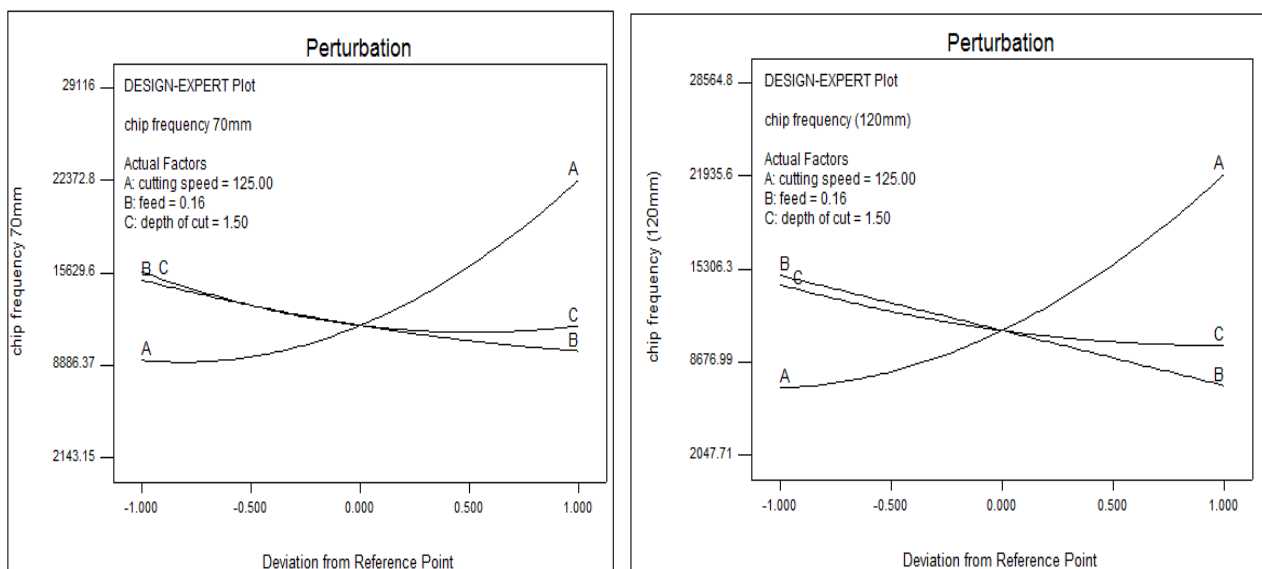 Perturbation
29116
22372.8
15629.6
8886.37
2143.15
chip frequency 70mm
DESIGN-EXPERT Plot
chip frequency 70mm
Actual Factors
A: cutting speed = 125.00
B: feed = 0.16
C: depth of cut = 1.50
A
B C
A
C
B
-1.000 -0.500 0.000 0.500 1.000
Deviation from Reference Point
Perturbation
28564.8
21935.6
15306.3
8676.99
2047.71
chip frequency (120mm)
DESIGN-EXPERT Plot
chip frequency (120mm)
Actual Factors
A: cutting speed = 125.00
B: feed = 0.16
C: depth of cut = 1.50
A
B
C
C
A
B
-1.000 -0.500 0.000 0.500 1.000
Deviation from Reference Point